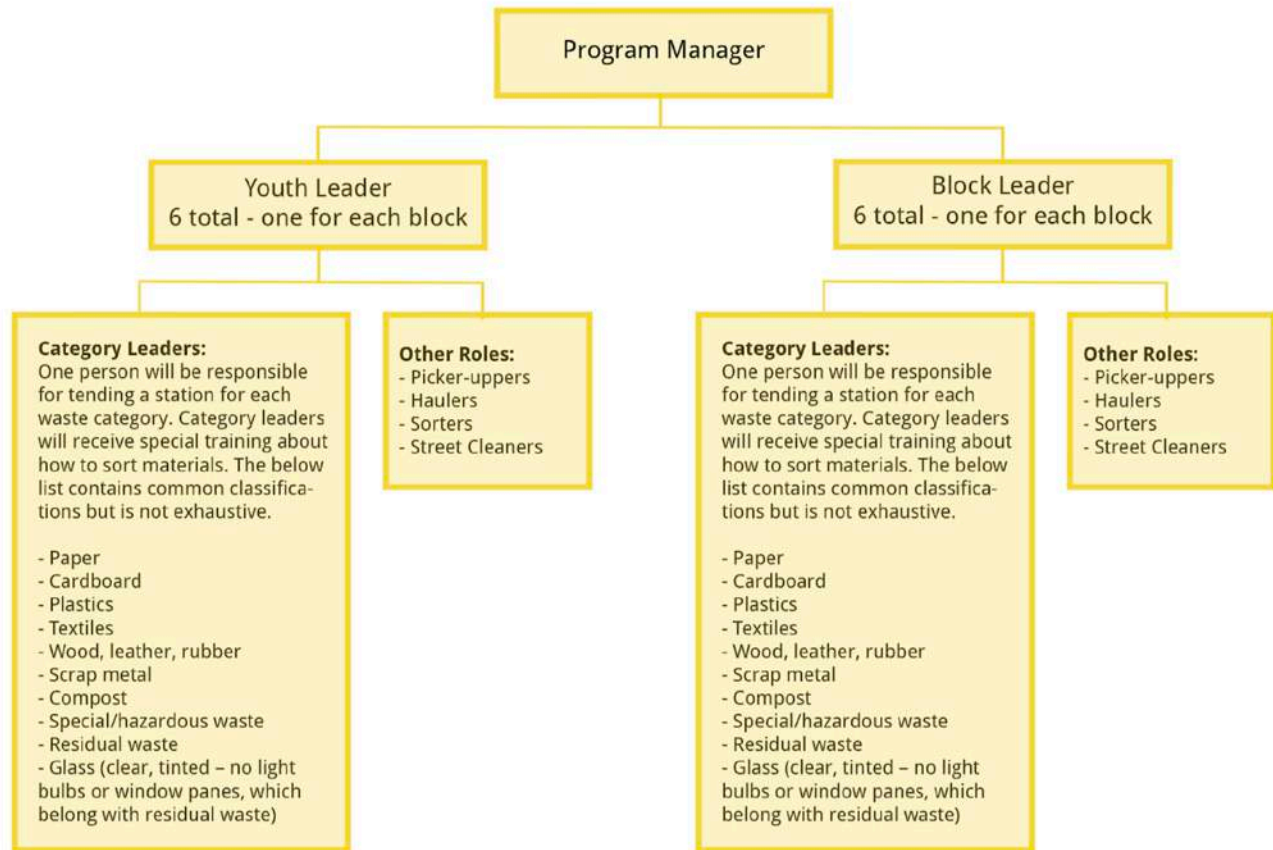 Program Manager
Youth Leader
6 total - one for each block
Block Leader
6 total - one for each block
Category Leaders:
One person will be responsible
for tending a station for each
waste category. Category leaders
will receive special training about
how to sort materials. The below
list contains common classifica-
tions but is not exhaustive.
- Paper
- Cardboard
- Plastics
- Textiles
- Wood, leather, rubber
- Scrap metal
- Compost
- Special/hazardous waste
- Residual waste
- Glass (clear, tinted – no light
bulbs or window panes, which
belong with residual waste)
Other Roles:
- Picker-uppers
- Haulers
- Sorters
- Street Cleaners
Category Leaders:
One person will be responsible
for tending a station for each
waste category. Category leaders
will receive special training about
how to sort materials. The below
list contains common classifica-
tions but is not exhaustive.
- Paper
- Cardboard
- Plastics
- Textiles
- Wood, leather, rubber
- Scrap metal
- Compost
- Special/hazardous waste
- Residual waste
- Glass (clear, tinted – no light
bulbs or window panes, which
belong with residual waste)
Other Roles:
- Picker-uppers
- Haulers
- Sorters
- Street Cleaners